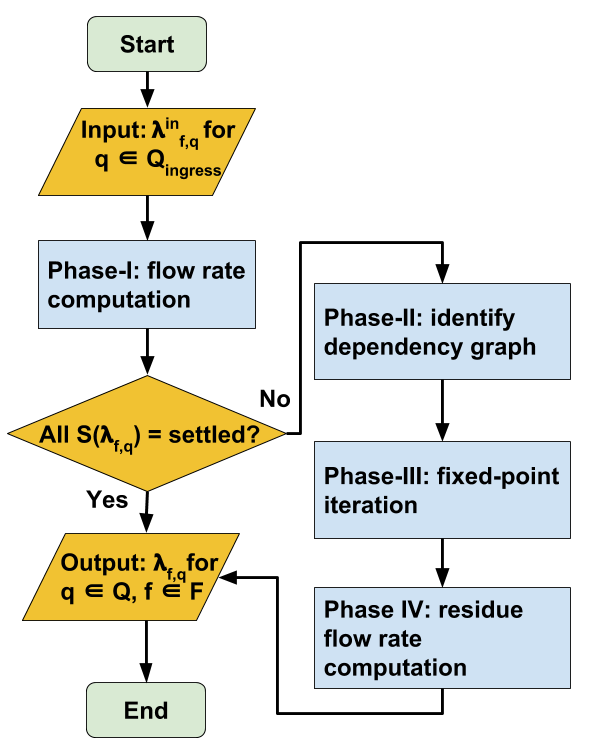 Start
Input: λ^in_f,q for
q ∈ Q_ingress
Phase-I: flow rate
computation
All S(λ_f,q) = settled?
No
Yes
Phase-II: identify
dependency graph
Phase-III: fixed-point
iteration
Phase IV: residue
flow rate
computation
Output: λ_f,q for
q ∈ Q, f ∈ F
End